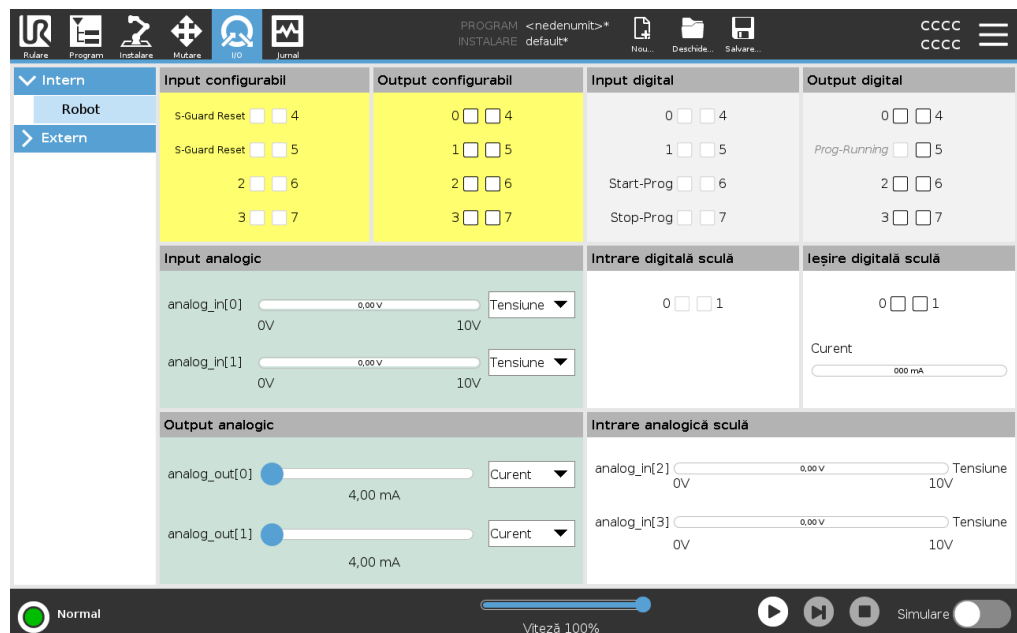 Rulare
Program
Instalare
Mutare
I/O
Jurnal
PROGRAM <nedenumit>*
INSTALARE default*
Nou...
Deschide...
Salvare...
CCCC
CCCC
Intern
Robot
Extern
Input configurabil
S-Guard Reset 4
S-Guard Reset 5
2 6
3 7
Output configurabil
0 4
1 5
2 6
3 7
Input digital
0 4
1 5
Start-Prog 6
Stop-Prog 7
Output digital
0 4
Prog-Running 5
2 6
3 7
Input analogic
analog_in[0] 0,00 V Tensiune
0V 10V
analog_in[1] 0,00 V Tensiune
0V 10V
Intrare digitală sculă
0 1
Ieșire digitală sculă
0 1
Curent
000 mA
Output analogic
analog_out[0] Curent
4,00 mA
analog_out[1] Curent
4,00 mA
Intrare analogică sculă
analog_in[2] 0,00 V Tensiune
0V 10V
analog_in[3] 0,00 V Tensiune
0V 10V
Normal
Viteză 100%
Simulare